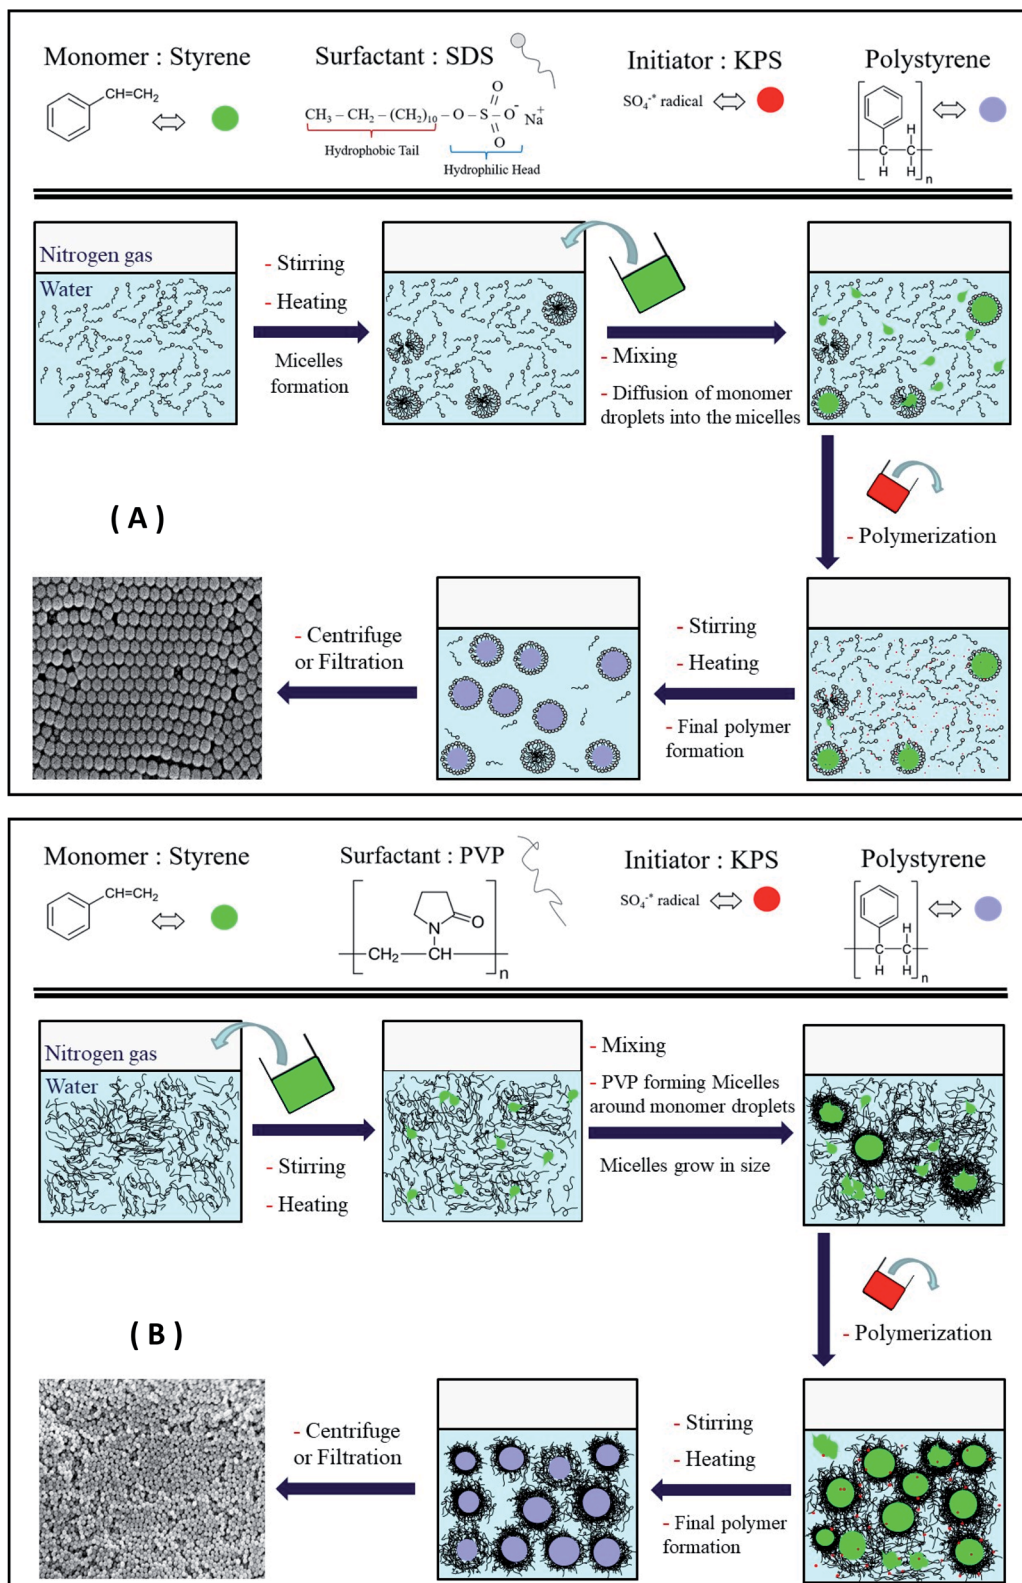 Monomer : Styrene
Surfactant : SDS
Initiator : KPS
Polystyrene
CH=CH₂
SO₄⁻* radical
CH₃ – CH₂ – (CH₂)₁₀ – O – S – O⁻ Na⁺
O
O
Hydrophobic Tail
Hydrophilic Head
H
C
C
H
H
n
Nitrogen gas
Water
- Stirring
- Heating
Micelles
formation
- Mixing
- Diffusion of monomer
droplets into the micelles
( A )
- Polymerization
- Centrifuge
or Filtration
- Stirring
- Heating
- Final polymer
formation
Monomer : Styrene
Surfactant : PVP
Initiator : KPS
Polystyrene
CH=CH₂
SO₄⁻* radical
N
O
CH₂
CH
n
H
C
C
H
H
n
Nitrogen gas
Water
- Stirring
- Heating
- Mixing
- PVP forming Micelles
around monomer droplets
Micelles grow in size
( B )
- Polymerization
- Centrifuge
or Filtration
- Stirring
- Heating
- Final polymer
formation